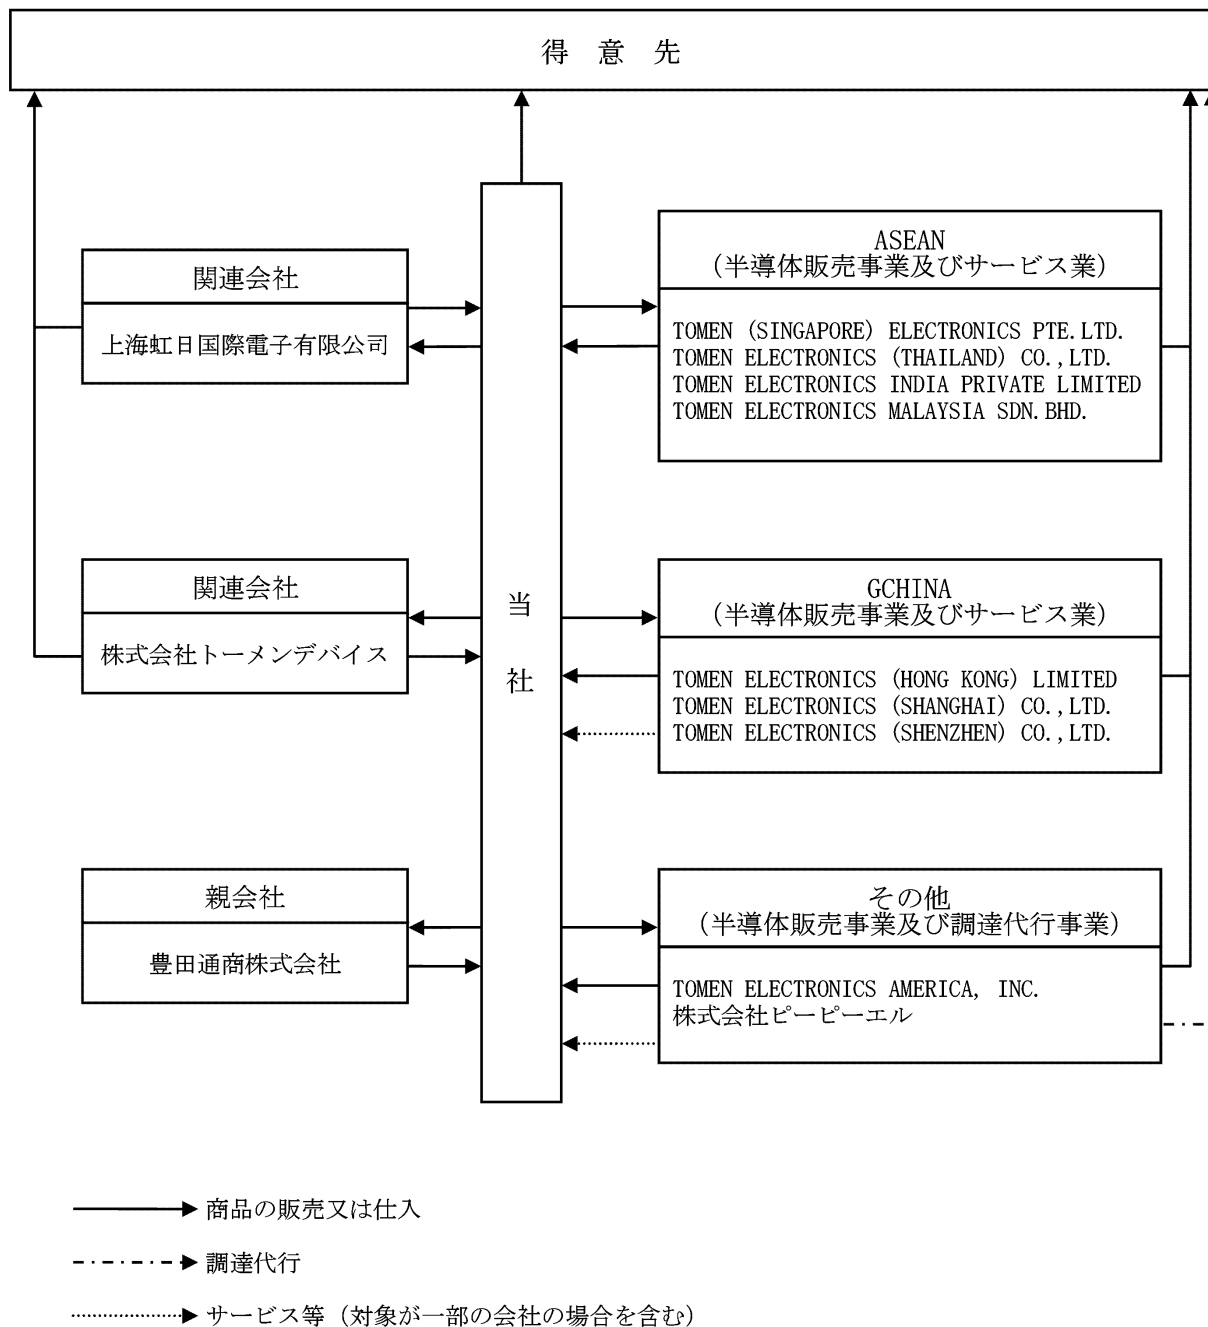 得意先
関連会社
上海虹日国際電子有限公司
関連会社
株式会社トーメンデバイス
親会社
豊田通商株式会社
当社
ASEAN
（半導体販売事業及びサービス業）
TOMEN (SINGAPORE) ELECTRONICS PTE.LTD.
TOMEN ELECTRONICS (THAILAND) CO.,LTD.
TOMEN ELECTRONICS INDIA PRIVATE LIMITED
TOMEN ELECTRONICS MALAYSIA SDN.BHD.
GCHINA
（半導体販売事業及びサービス業）
TOMEN ELECTRONICS (HONG KONG) LIMITED
TOMEN ELECTRONICS (SHANGHAI) CO.,LTD.
TOMEN ELECTRONICS (SHENZHEN) CO.,LTD.
その他
（半導体販売事業及び調達代行事業）
TOMEN ELECTRONICS AMERICA, INC.
株式会社ピーピーエル
商品の販売又は仕入
調達代行
サービス等（対象が一部の会社の場合を含む）